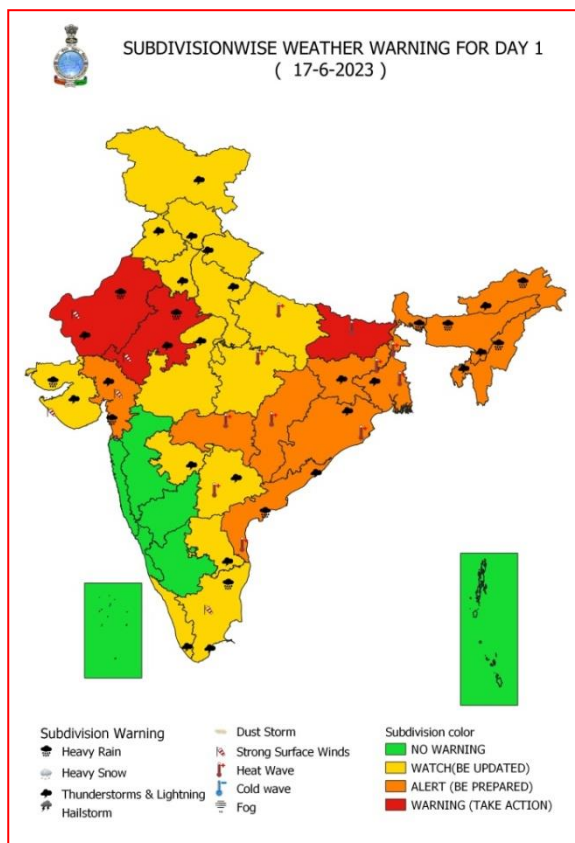 SUBDIVISIONWISE WEATHER WARNING FOR DAY 1
( 17-6-2023 )
Subdivision Warning
Heavy Rain
Heavy Snow
Thunderstorms & Lightning
Hailstorm
Dust Storm
Strong Surface Winds
Heat Wave
Cold wave
Fog
Subdivision color
NO WARNING
WATCH(BE UPDATED)
ALERT (BE PREPARED)
WARNING (TAKE ACTION)